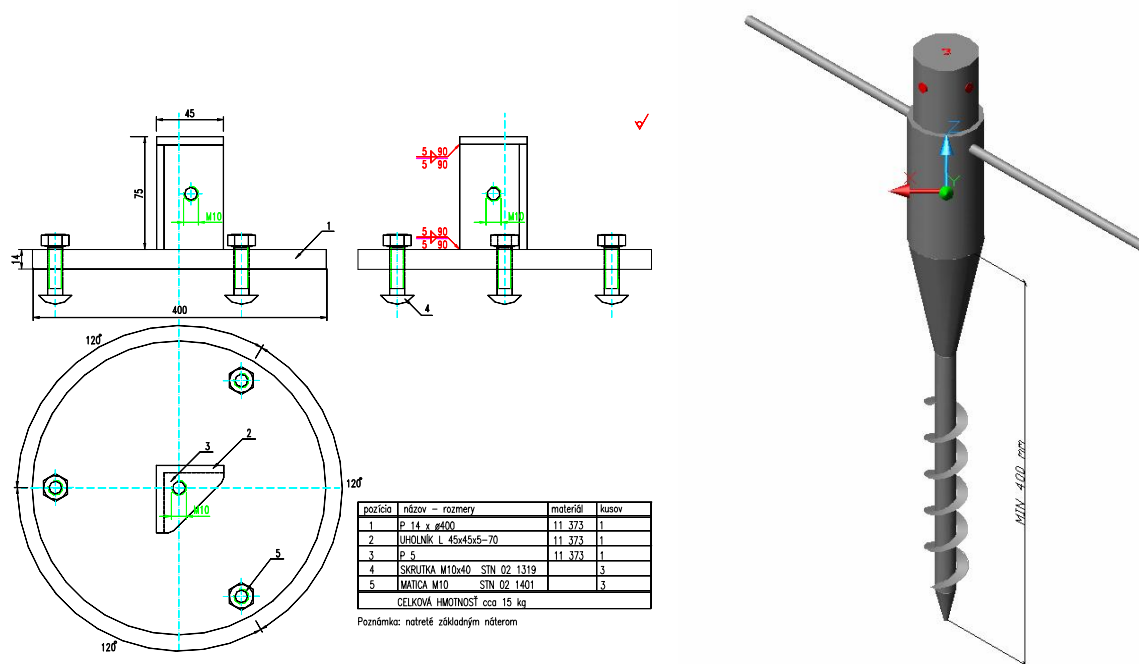 45
75
M10
14
1
400
5 90
5 90
M10
5 90
5 90
4
120°
2
3
M10
120°
5
120°
pozícia názov – rozmery materiál kusov
1 P 14 x ø400 11 373 1
2 UHOLNÍK L 45x45x5–70 11 373 1
3 P 5 11 373 1
4 SKRUTKA M10x40 STN 02 1319 3
5 MATICA M10 STN 02 1401 3
CELKOVÁ HMOTNOSŤ cca 15 kg
Poznámka: natreté základným náterom
3
Z
X
Y
MIN 400 mm